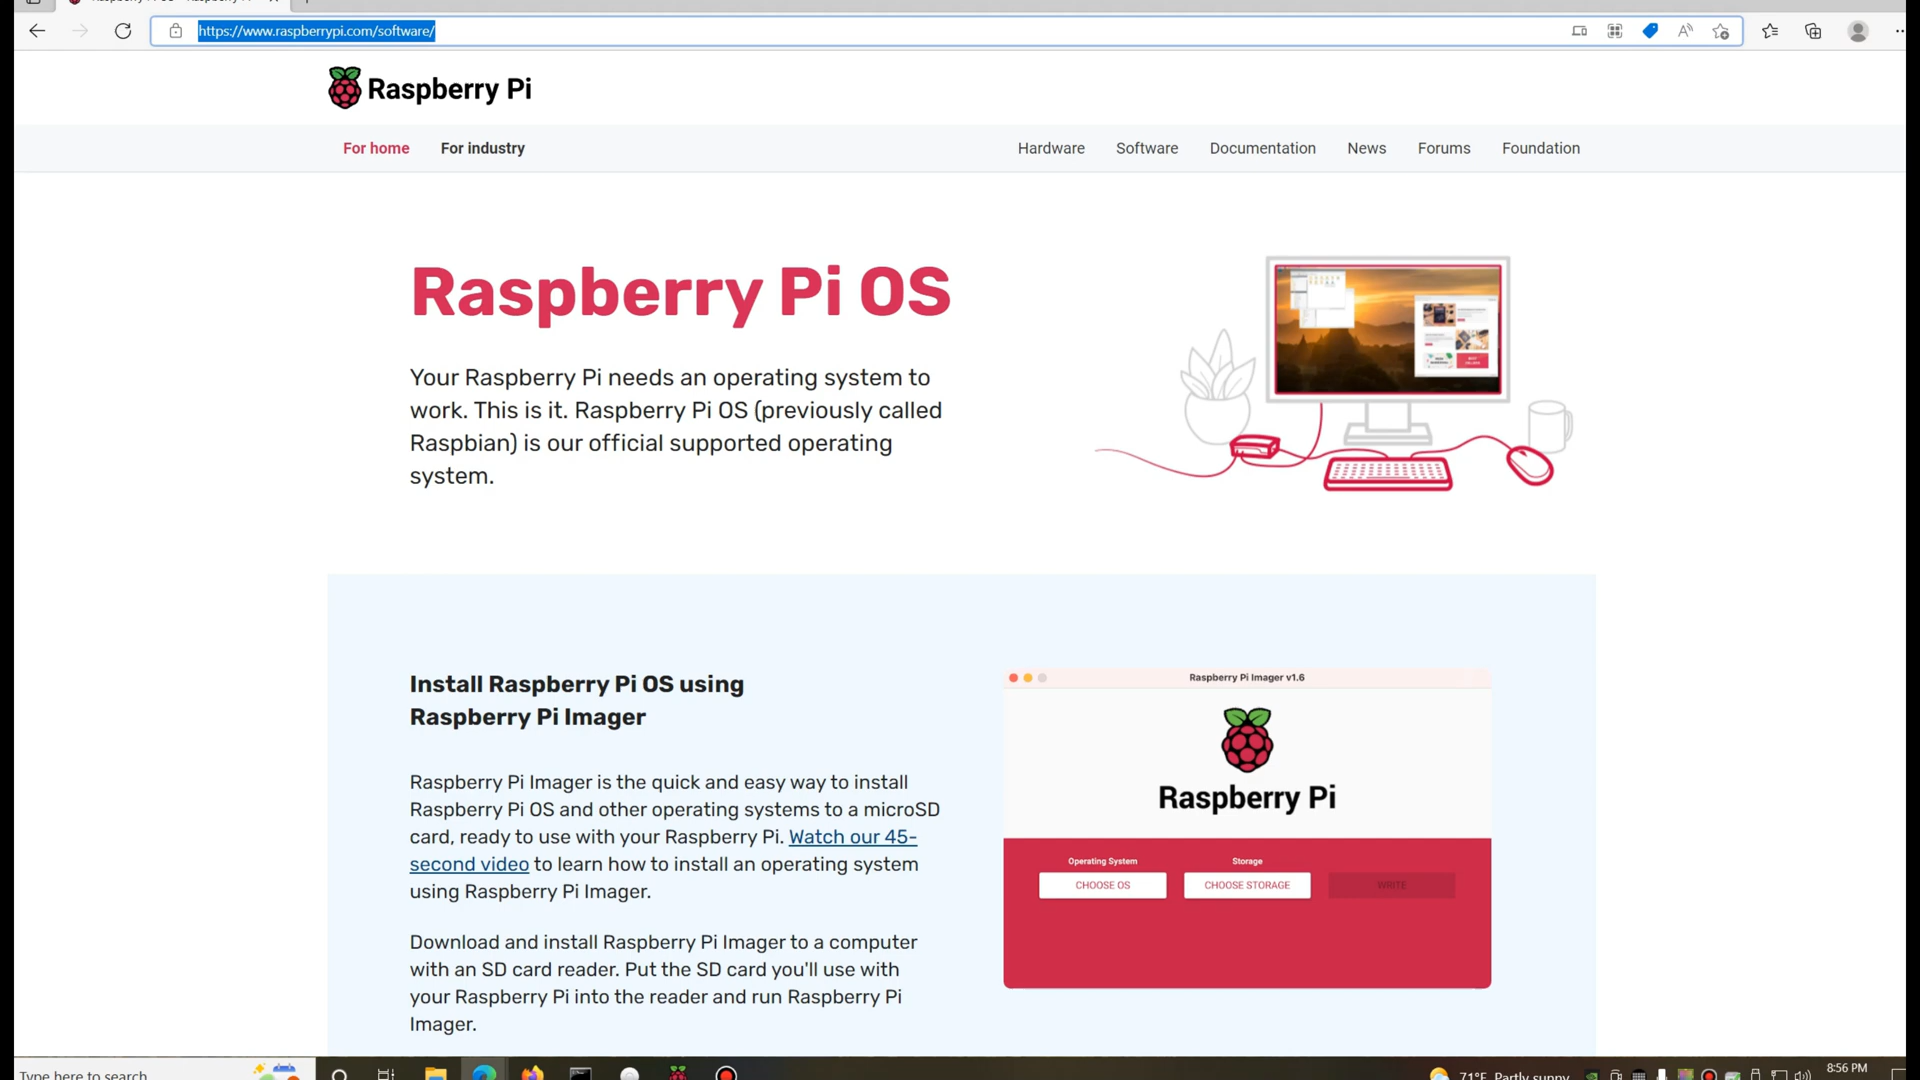 https://www.raspberrypi.com/software/
Raspberry Pi
For home
For industry
Hardware
Software
Documentation
News
Forums
Foundation
Raspberry Pi OS
Your Raspberry Pi needs an operating system to
work. This is it. Raspberry Pi OS (previously called
Raspbian) is our official supported operating
system.
Install Raspberry Pi OS using
Raspberry Pi Imager
Raspberry Pi Imager is the quick and easy way to install
Raspberry Pi OS and other operating systems to a microSD
card, ready to use with your Raspberry Pi. Watch our 45-
second video to learn how to install an operating system
using Raspberry Pi Imager.
Download and install Raspberry Pi Imager to a computer
with an SD card reader. Put the SD card you'll use with
your Raspberry Pi into the reader and run Raspberry Pi
Imager.
Raspberry Pi Imager v1.6
Raspberry Pi
Operating System
Storage
CHOOSE OS
CHOOSE STORAGE
WRITE
Type here to search
71°F Partly sunny
8:56 PM